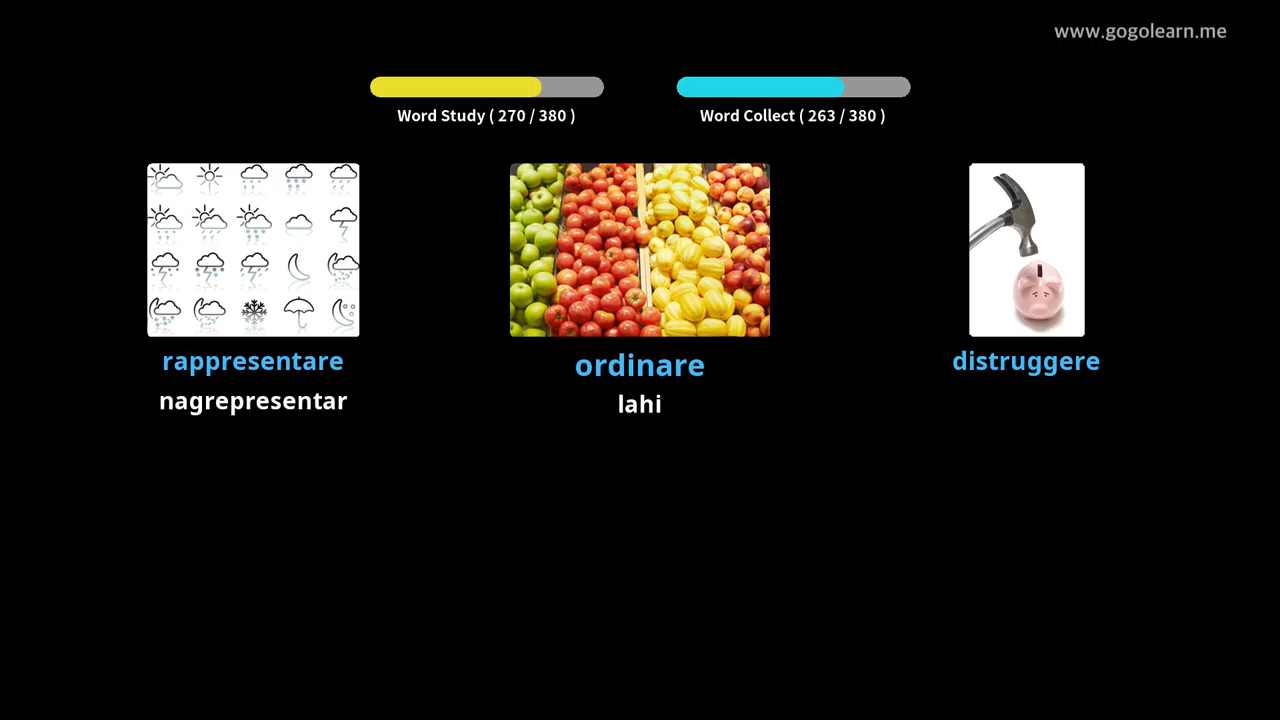 www.gogolearn.me
Word Study ( 270 / 380 )
Word Collect ( 263 / 380 )
rappresentare
nagrepresentar
ordinare
lahi
distruggere